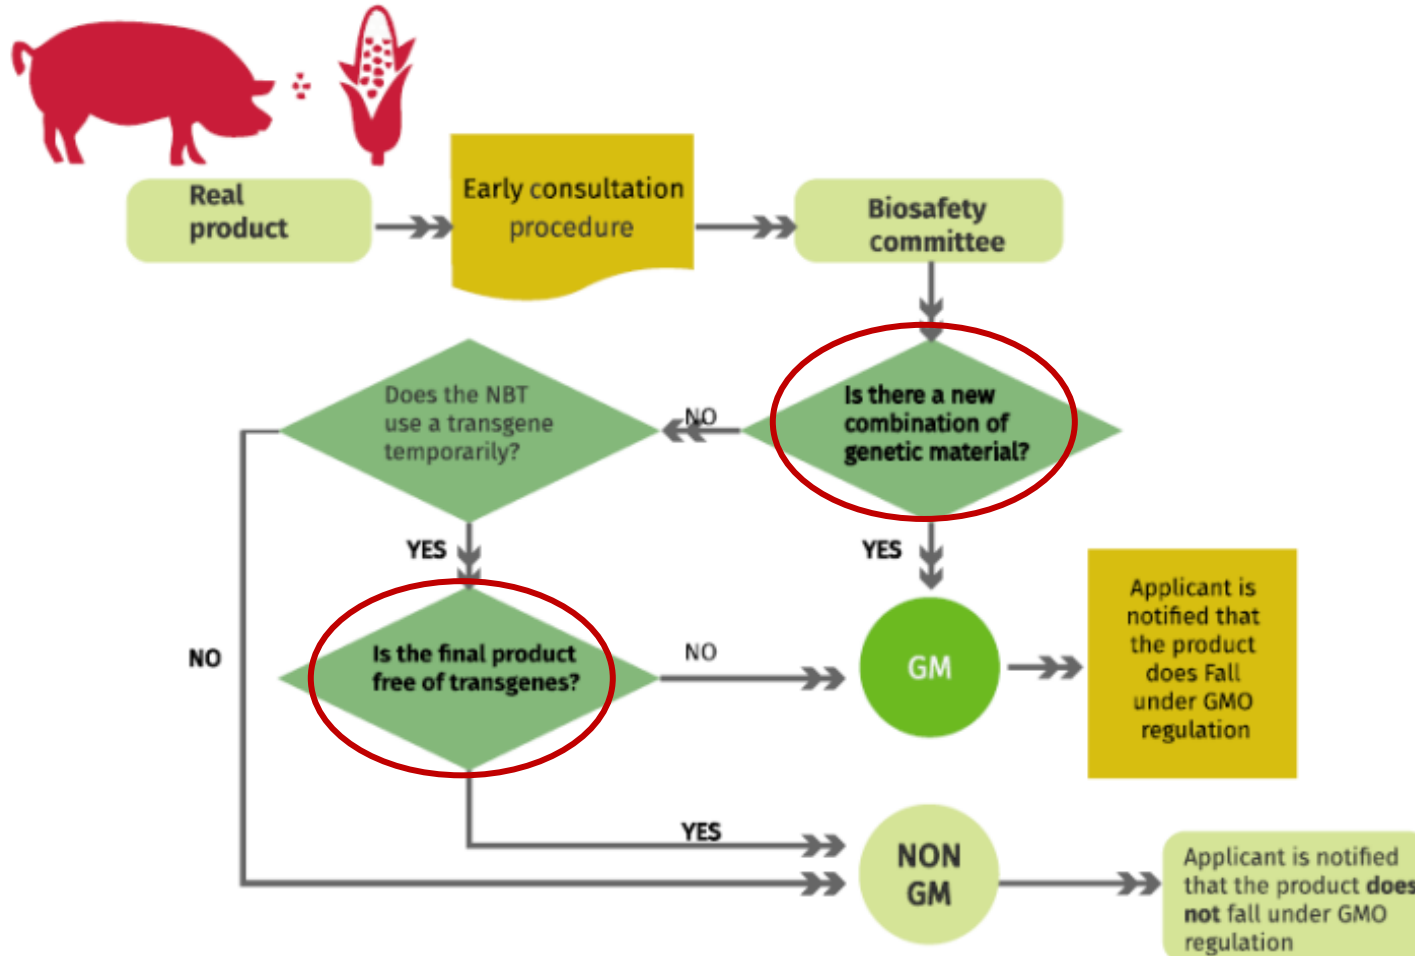 Real
product
Early consultation
procedure
Biosafety
committee
Is there a new
combination of
genetic material?
NO
Does the NBT
use a transgene
temporarily?
YES
YES
Is the final product
free of transgenes?
NO
NO
GM
Applicant is
notified that
the product
does Fall
under GMO
regulation
YES
NON
GM
Applicant is notified
that the product does
not fall under GMO
regulation